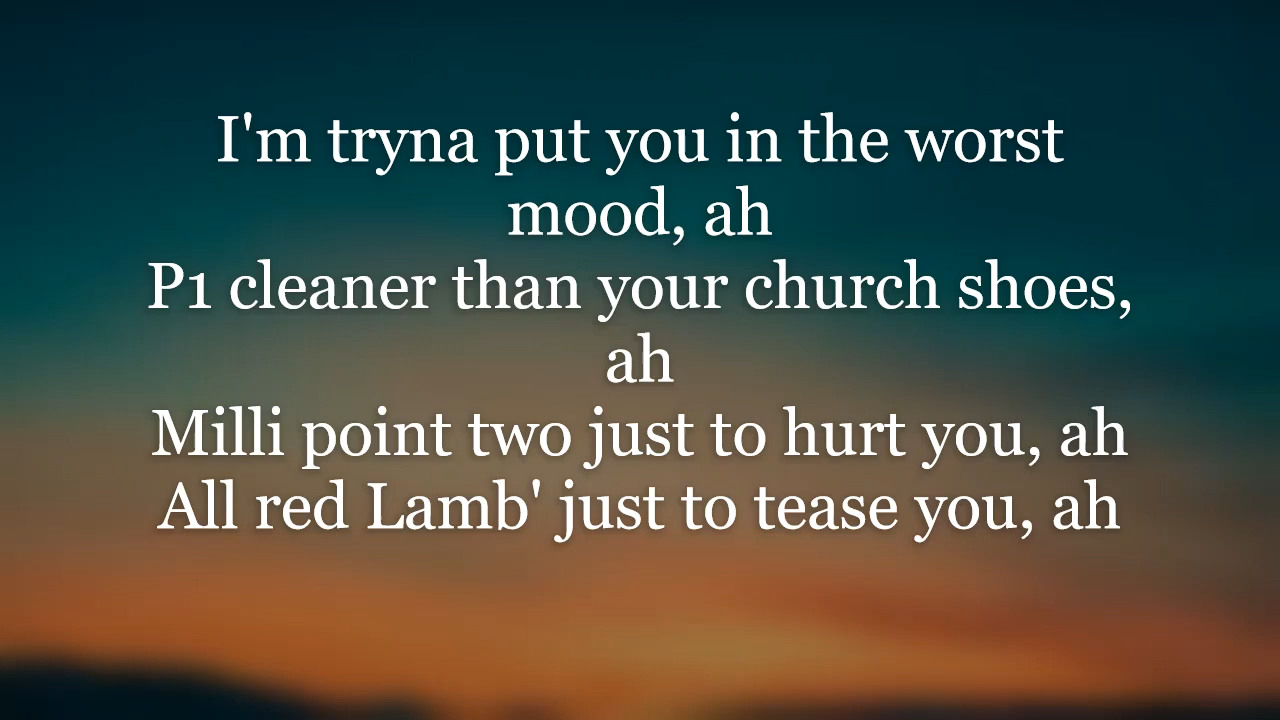 I'm tryna put you in the worst
mood, ah
P1 cleaner than your church shoes,
ah
Milli point two just to hurt you, ah
All red Lamb' just to tease you, ah